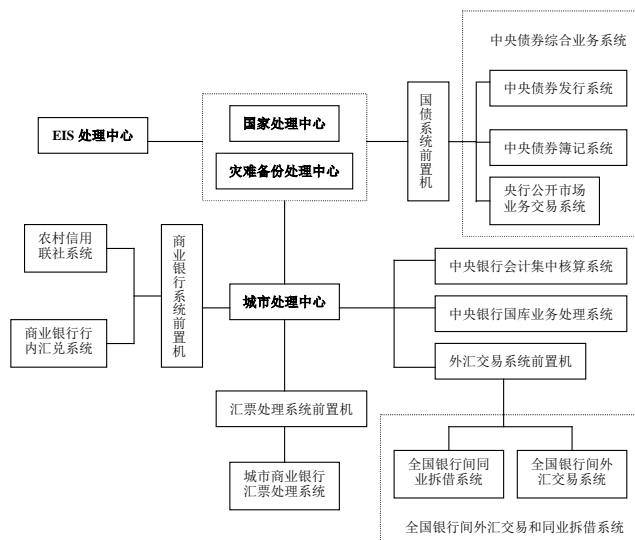 中央债券综合业务系统
中央债券发行系统
国家处理中心
国债系统前置机
EIS 处理中心
中央债券簿记系统
灾难备份处理中心
央行公开市场
业务交易系统
农村信用
联社系统
商业银行系统前置机
中央银行会计集中核算系统
城市处理中心
中央银行国库业务处理系统
商业银行行
内汇兑系统
外汇交易系统前置机
汇票处理系统前置机
城市商业银行
汇票处理系统
全国银行间同
业拆借系统
全国银行间外
汇交易系统
全国银行间外汇交易和同业拆借系统